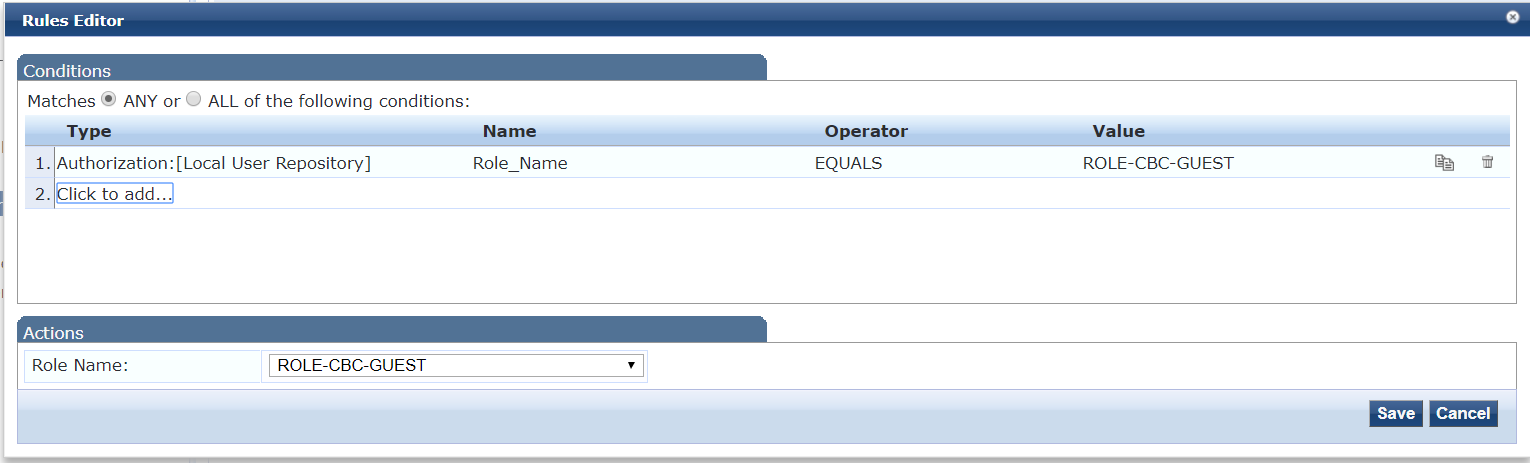 Rules Editor
Conditions
Matches ANY or ALL of the following conditions:
Type Name Operator Value
1. Authorization:[Local User Repository] Role_Name EQUALS ROLE-CBC-GUEST
2. Click to add...
Actions
Role Name: ROLE-CBC-GUEST
Save Cancel